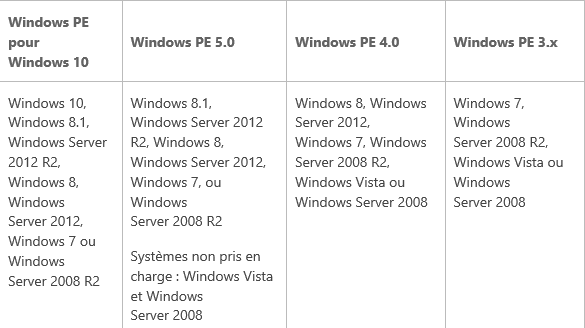 Windows PE
pour
Windows 10
Windows PE 5.0
Windows PE 4.0
Windows PE 3.x
Windows 10,
Windows 8.1,
Windows Server
2012 R2,
Windows 8,
Windows
Server 2012,
Windows 7 ou
Windows
Server 2008 R2
Windows 8.1,
Windows Server 2012
R2, Windows 8,
Windows Server 2012,
Windows 7, ou
Windows
Server 2008 R2
Systèmes non pris en
charge : Windows Vista
et Windows
Server 2008
Windows 8, Windows
Server 2012,
Windows 7, Windows
Server 2008 R2,
Windows Vista ou
Windows Server 2008
Windows 7,
Windows
Server 2008 R2,
Windows Vista ou
Windows
Server 2008